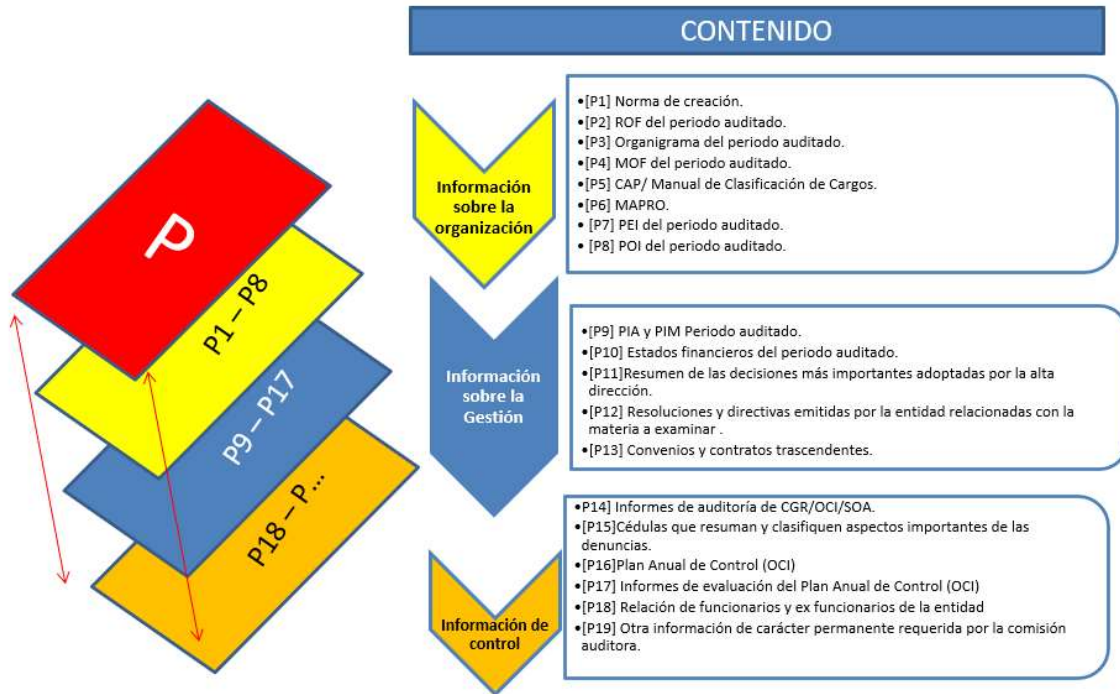 CONTENIDO
P
P1 – P8
P9 – P17
P18 – P...
Información
sobre la
organización
•[P1] Norma de creación.
•[P2] ROF del periodo auditado.
•[P3] Organigrama del periodo auditado.
•[P4] MOF del periodo auditado.
•[P5] CAP/ Manual de Clasificación de Cargos.
•[P6] MAPRO.
• [P7] PEI del periodo auditado.
• [P8] POI del periodo auditado.
Información
sobre la
Gestión
•[P9] PIA y PIM Periodo auditado.
•[P10] Estados financieros del periodo auditado.
•[P11]Resumen de las decisiones más importantes adoptadas por la alta
dirección.
•[P12] Resoluciones y directivas emitidas por la entidad relacionadas con la
materia a examinar .
•[P13] Convenios y contratos trascendentes.
Información de
control
•P14] Informes de auditoría de CGR/OCI/SOA.
•[P15]Cédulas que resuman y clasifiquen aspectos importantes de las
denuncias.
•[P16]Plan Anual de Control (OCI)
•[P17] Informes de evaluación del Plan Anual de Control (OCI)
•[P18] Relación de funcionarios y ex funcionarios de la entidad
•[P19] Otra información de carácter permanente requerida por la comisión
auditora.